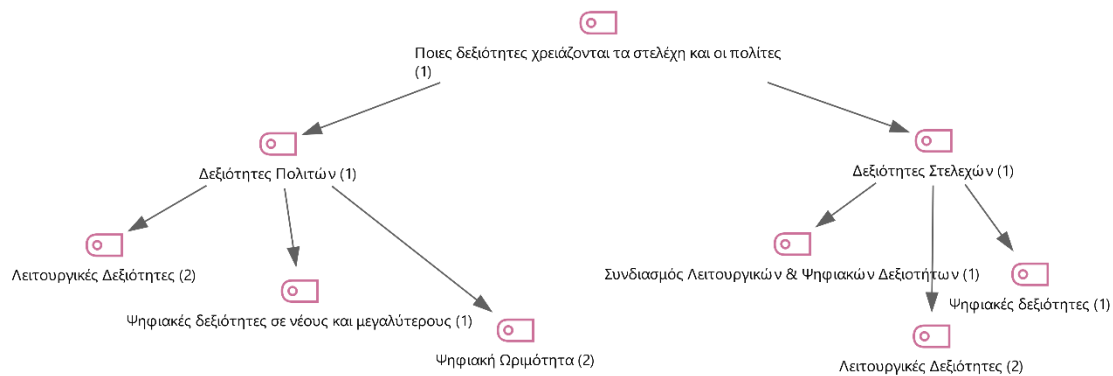 Ποιες δεξιότητες χρειάζονται τα στελέχη και οι πολίτες
(1)
Δεξιότητες Πολιτών (1)
Δεξιότητες Στελεχών (1)
Λειτουργικές Δεξιότητες (2)
Συνδιασμός Λειτουργικών & Ψηφιακών Δεξιοτήτων (1)
Ψηφιακές δεξιότητες (1)
Ψηφιακές δεξιότητες σε νέους και μεγαλύτερους (1)
Ψηφιακή Ωριμότητα (2)
Λειτουργικές Δεξιότητες (2)